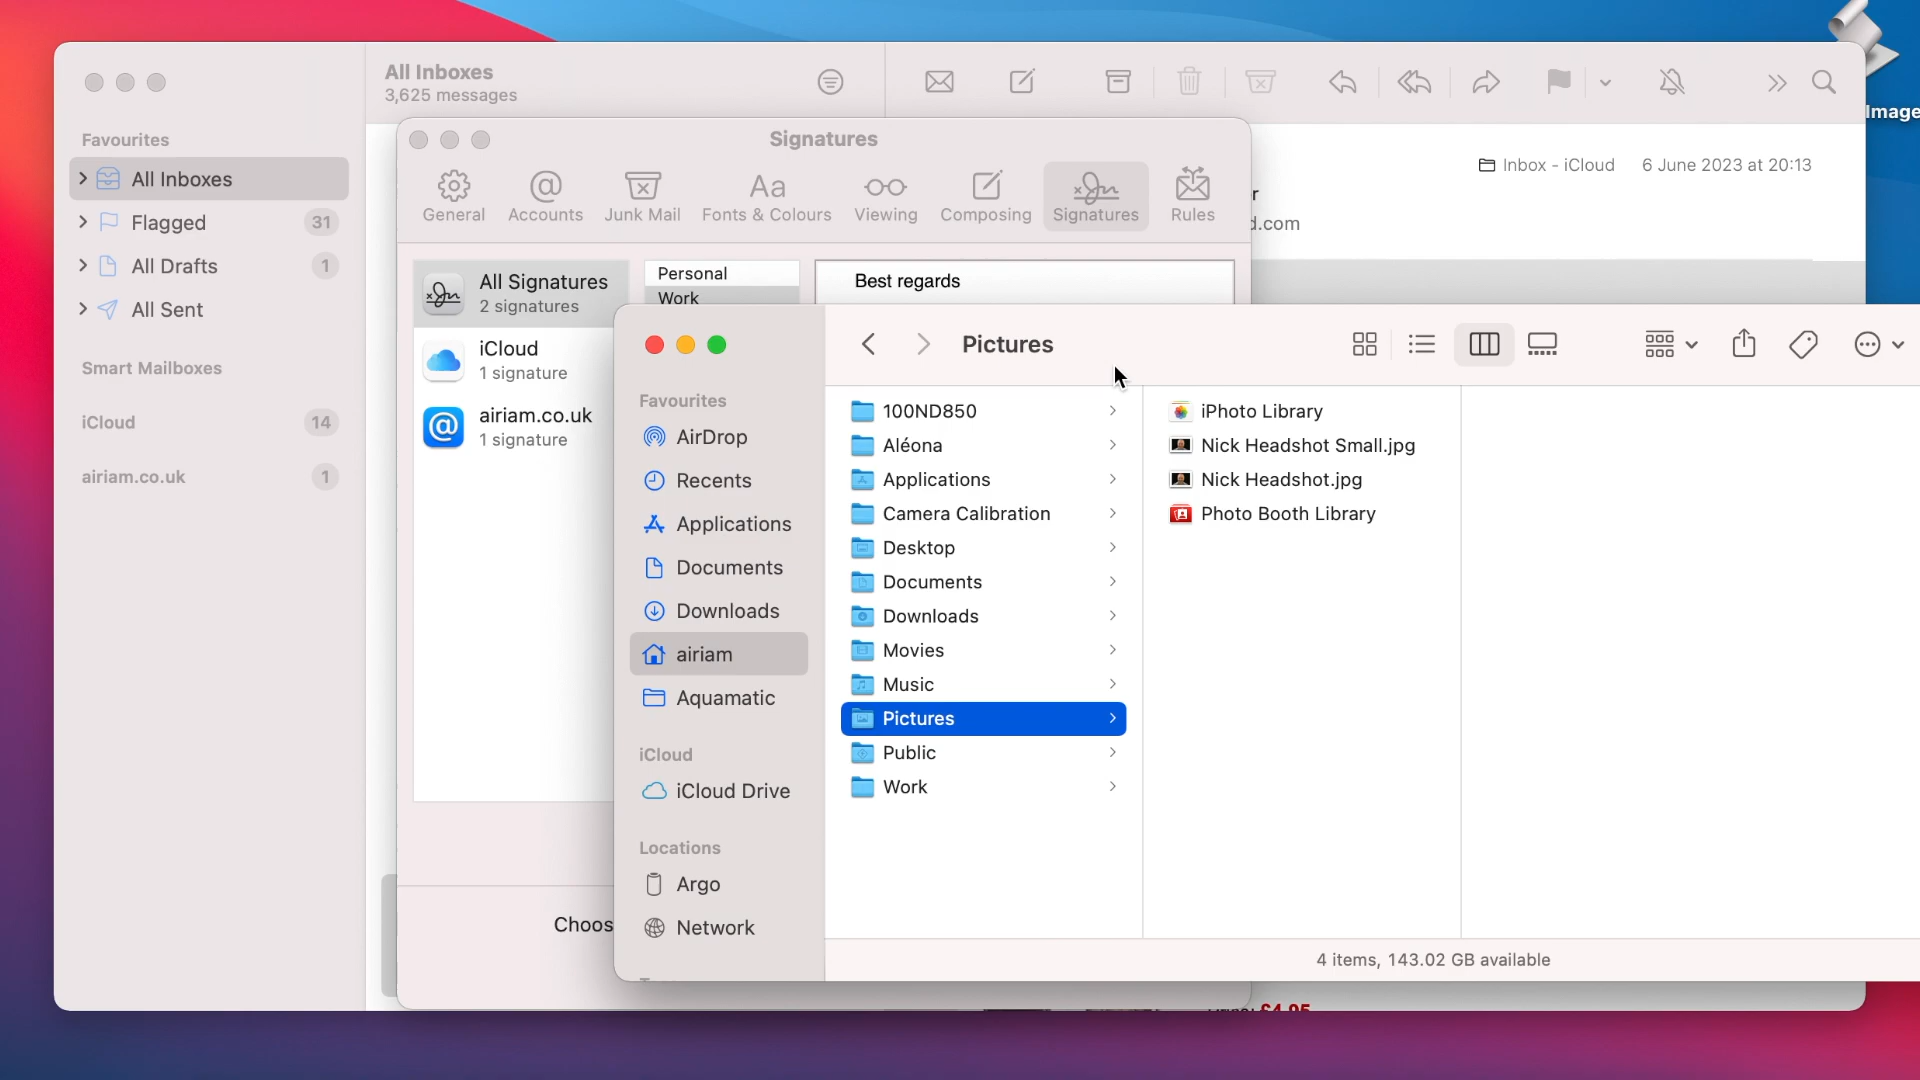 All Inboxes
3,625 messages
Image
Favourites
All Inboxes
Flagged 31
All Drafts 1
All Sent
Smart Mailboxes
iCloud 14
airiam.co.uk 1
Inbox - iCloud 6 June 2023 at 20:13
r
d.com
Signatures
General Accounts Junk Mail Fonts & Colours Viewing Composing Signatures Rules
All Signatures
2 signatures
iCloud
1 signature
airiam.co.uk
1 signature
Personal
Work
Best regards
Choos
Pictures
Favourites
AirDrop
Recents
Applications
Documents
Downloads
airiam
Aquamatic
iCloud
iCloud Drive
Locations
Argo
Network
100ND850
Aléona
Applications
Camera Calibration
Desktop
Documents
Downloads
Movies
Music
Pictures
Public
Work
iPhoto Library
Nick Headshot Small.jpg
Nick Headshot.jpg
Photo Booth Library
4 items, 143.02 GB available
£4.95